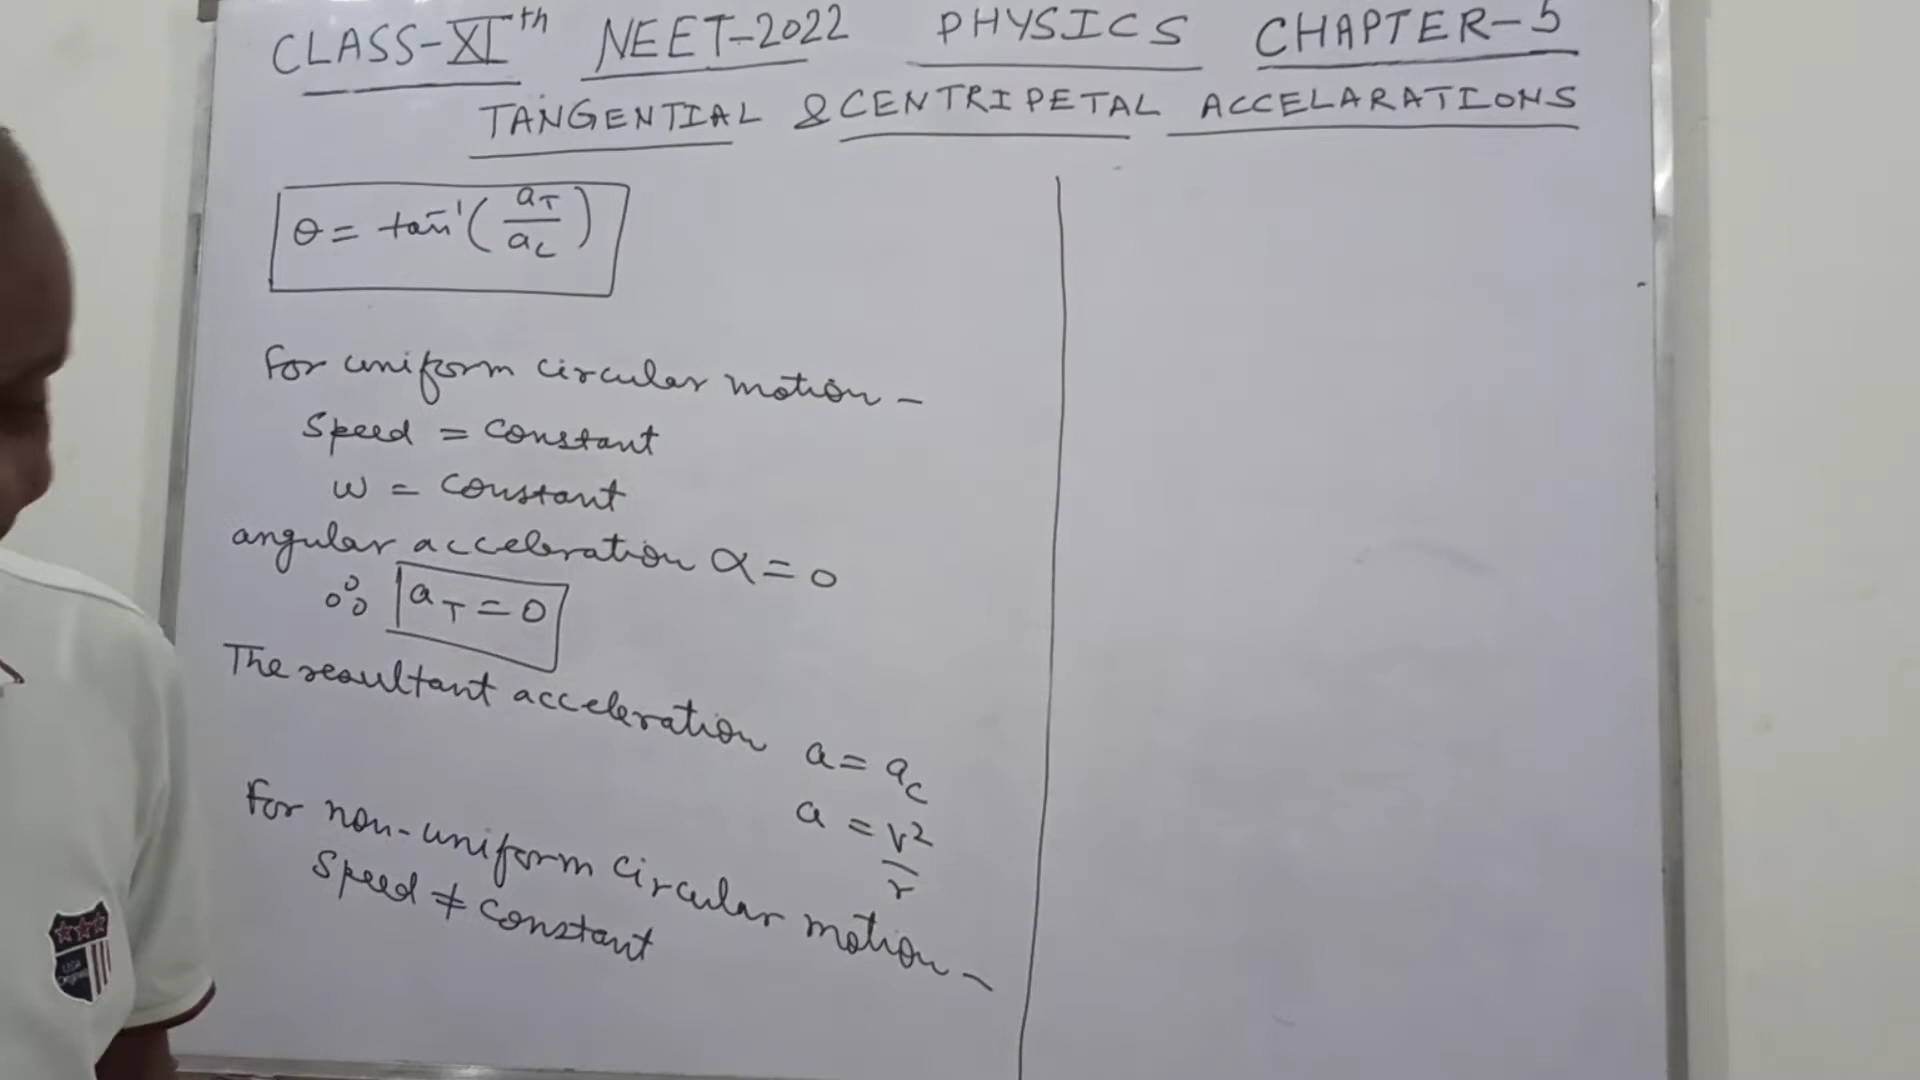 CLASS-XIth NEET-2022 PHYSICS CHAPTER-5
TANGENTIAL & CENTRIPETAL ACCELARATIONS
θ = tan⁻¹(aT/ac)
For uniform circular motion -
Speed = constant
ω = constant
angular acceleration α = 0
∴ aT = 0
The resultant acceleration a = ac
a = v²/r
For non-uniform circular motion -
Speed ≠ constant
USA